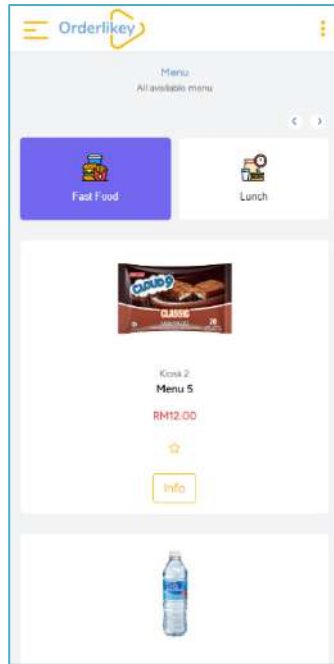 Orderlikey
Menu
All available menu
Fast Food
Lunch
CLOUD 9
CLASSIC
Kiosk 2
Menu 5
RM12.00
Info